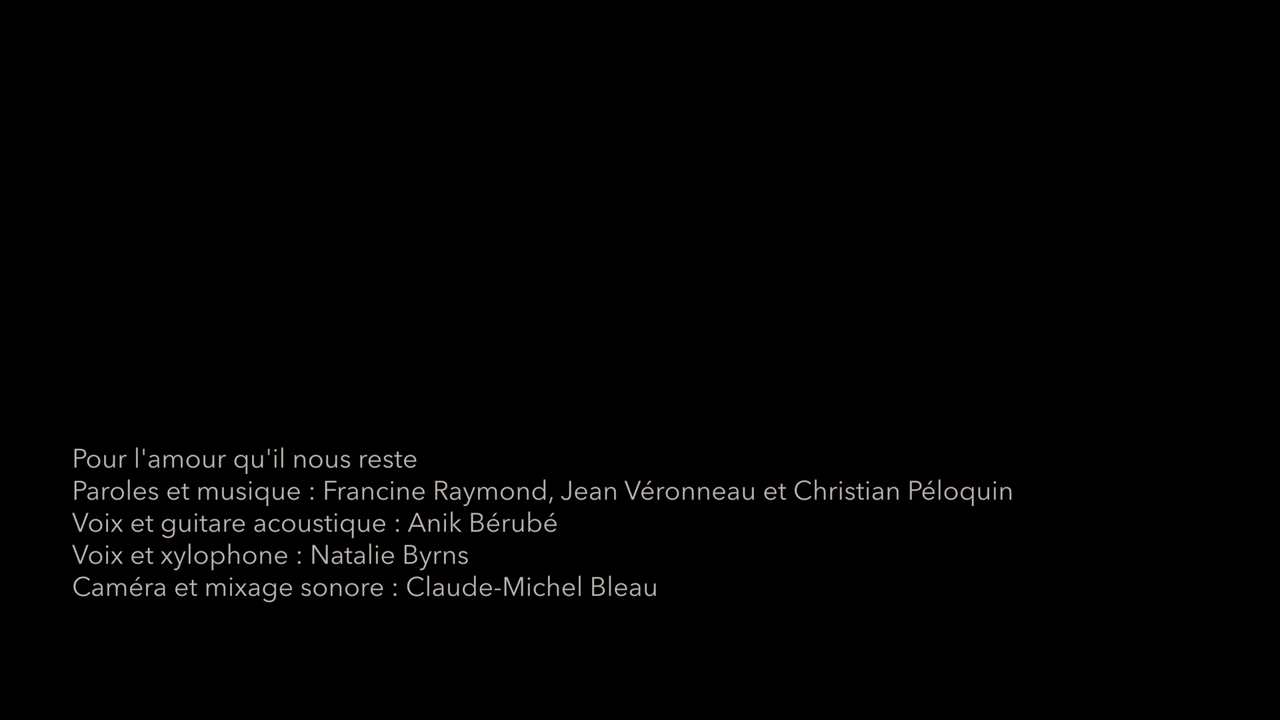 Pour l'amour qu'il nous reste
Paroles et musique : Francine Raymond, Jean Véronneau et Christian Péloquin
Voix et guitare acoustique : Anik Bérubé
Voix et xylophone : Natalie Byrns
Caméra et mixage sonore : Claude-Michel Bleau